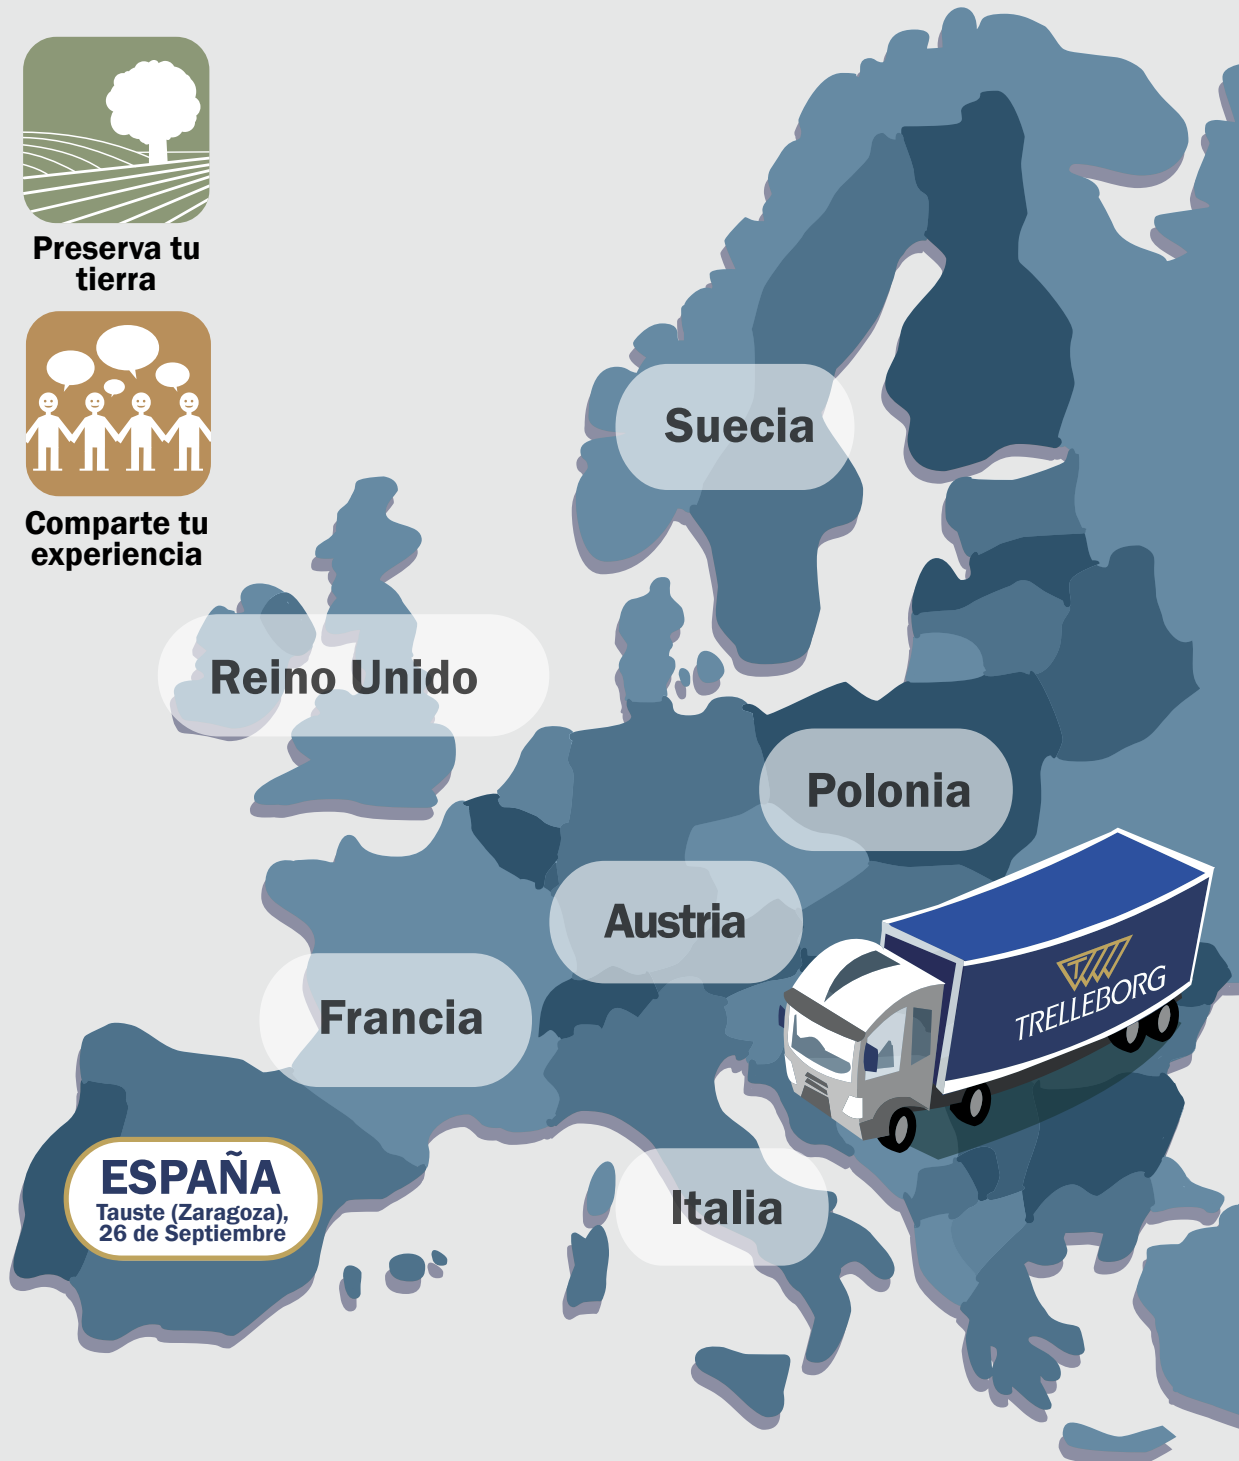 Preserva tu
tierra
Comparte tu
experiencia
Suecia
Reino Unido
Polonia
Austria
Francia
TRELLEBORG
ESPAÑA
Tauste (Zaragoza),
26 de Septiembre
Italia